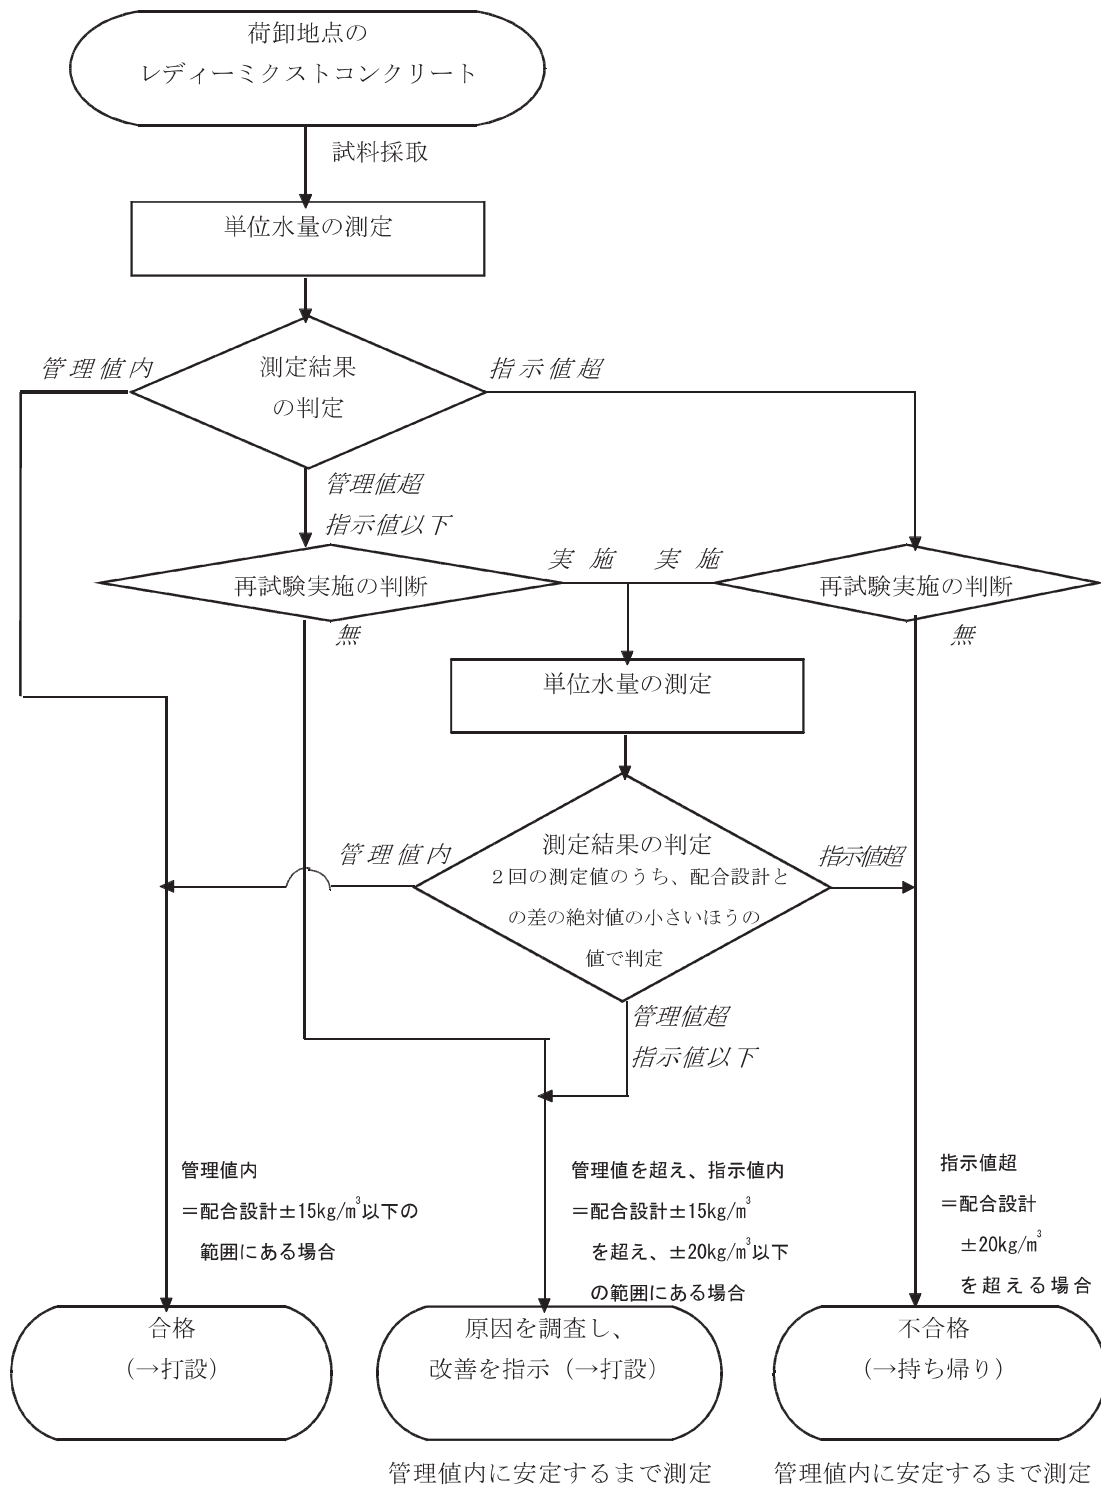 荷卸地点の
レディーミクストコンクリート
試料採取
単位水量の測定
管理値内
測定結果
の判定
指示値超
管理値超
指示値以下
再試験実施の判断
実 施
実 施
再試験実施の判断
無
無
単位水量の測定
管理値内
測定結果の判定
2回の測定値のうち、配合設計と
の差の絶対値の小さいほうの
値で判定
指示値超
管理値超
指示値以下
管理値内
＝配合設計±15kg/m³以下の
範囲にある場合
管理値を超え、指示値内
＝配合設計±15kg/m³
を超え、±20kg/m³以下
の範囲にある場合
指示値超
＝配合設計
±20kg/m³
を超える場合
合格
（→打設）
原因を調査し、
改善を指示（→打設）
不合格
（→持ち帰り）
管理値内に安定するまで測定
管理値内に安定するまで測定